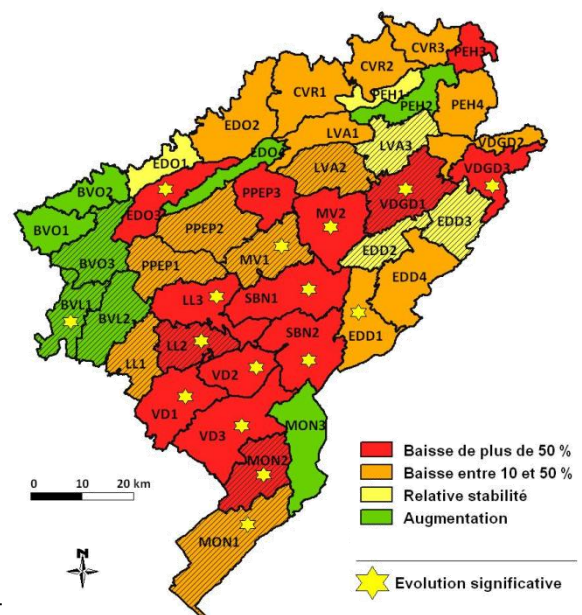 CVR3
CVR2
PEH3
CVR1
PEH1
PEH2
PEH4
EDO2
LVA1
LVA3
VDGD2
EDO1
LVA2
VDGD3
BVO2
EDO3
PPEP3
VDGD1
BVO1
PPEP2
MV2
EDD3
BVO3
MV1
EDD2
PPEP1
EDD4
BVL1
LL3
SBN1
BVL2
SBN2
EDD1
LL2
LL1
VD2
VD1
MON3
VD3
MON2
MON1
0 10 20 km
N
Baisse de plus de 50 %
Baisse entre 10 et 50 %
Relative stabilité
Augmentation
Evolution significative